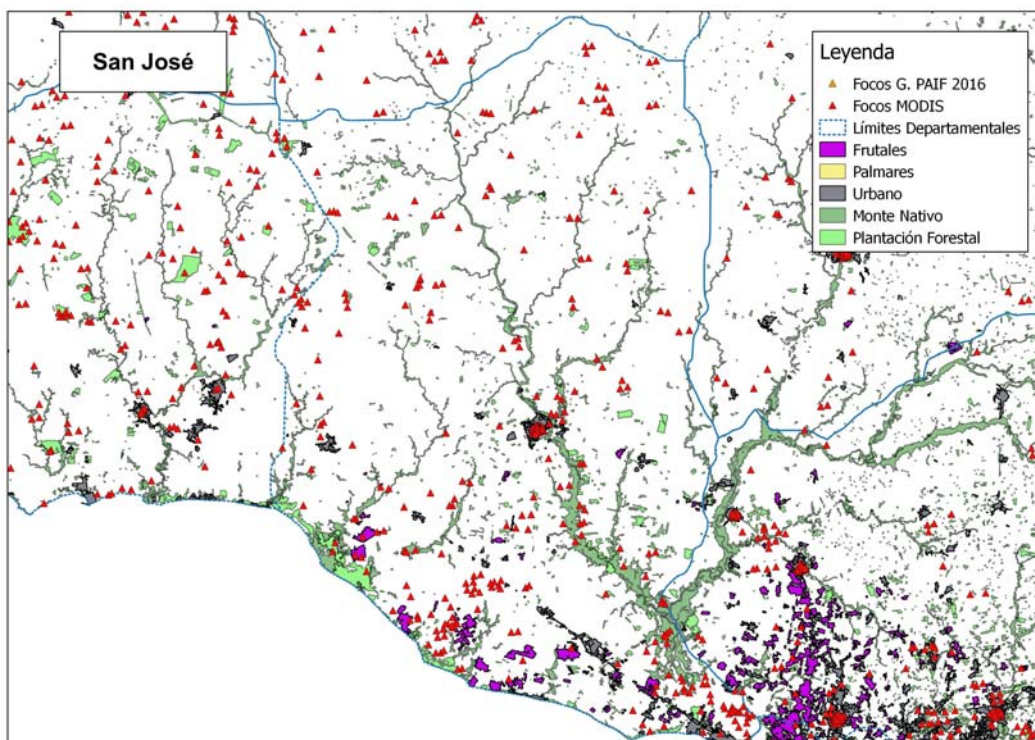 San José
Leyenda
Focos G. PAIF 2016
Focos MODIS
Límites Departamentales
Frutales
Palmares
Urbano
Monte Nativo
Plantación Forestal